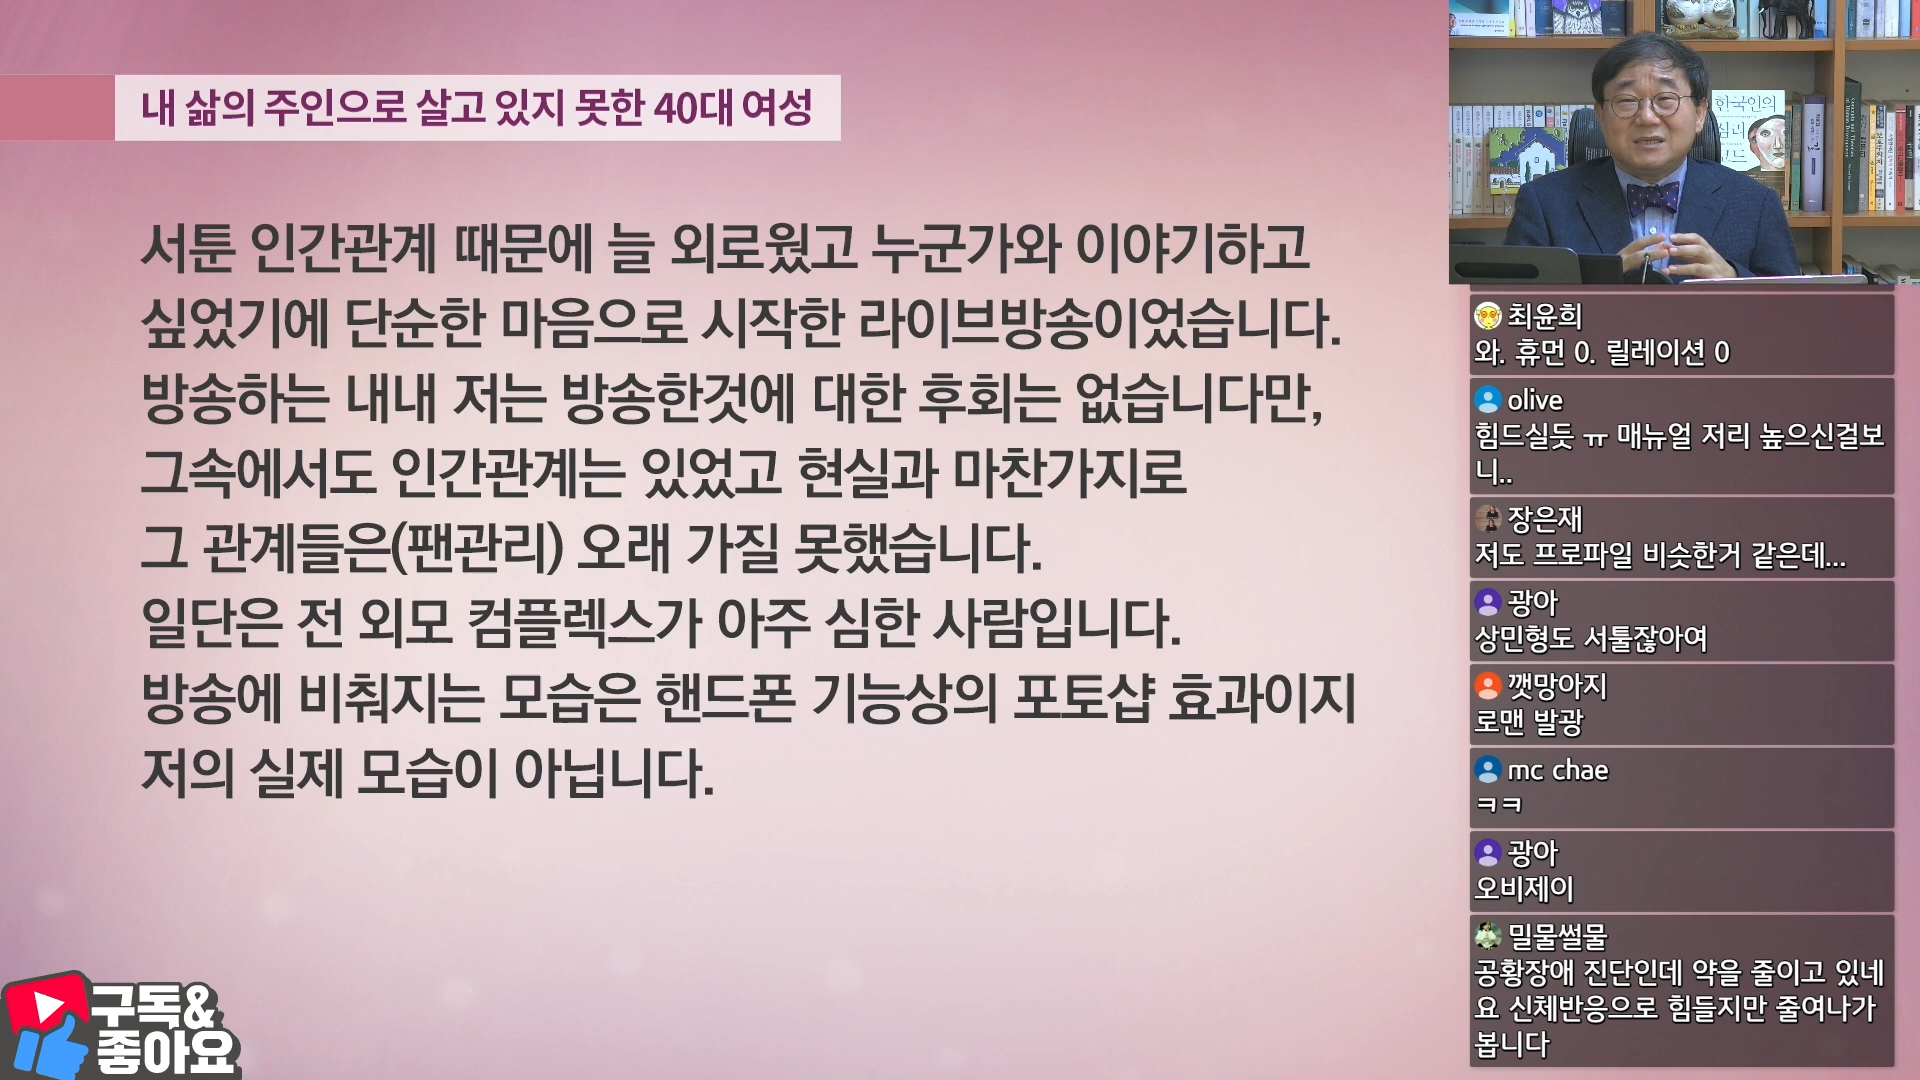 내 삶의 주인으로 살고 있지 못한 40대 여성
서툰 인간관계 때문에 늘 외로웠고 누군가와 이야기하고
싶었기에 단순한 마음으로 시작한 라이브방송이었습니다.
방송하는 내내 저는 방송한것에 대한 후회는 없습니다만,
그속에서도 인간관계는 있었고 현실과 마찬가지로
그 관계들은(팬관리) 오래 가질 못했습니다.
일단은 전 외모 컴플렉스가 아주 심한 사람입니다.
방송에 비춰지는 모습은 핸드폰 기능상의 포토샵 효과이지
저의 실제 모습이 아닙니다.
구독&
좋아요
한국인의
심리
코드
최윤희
와. 휴먼 0. 릴레이션 0
olive
힘드실듯 ㅠ 매뉴얼 저리 높으신걸보
니..
장은재
저도 프로파일 비슷한거 같은데...
광아
상민형도 서툴잖아여
깻망아지
로맨 발광
mc chae
ㅋㅋ
광아
오비제이
밀물썰물
공황장애 진단인데 약을 줄이고 있네
요 신체반응으로 힘들지만 줄여나가
봅니다